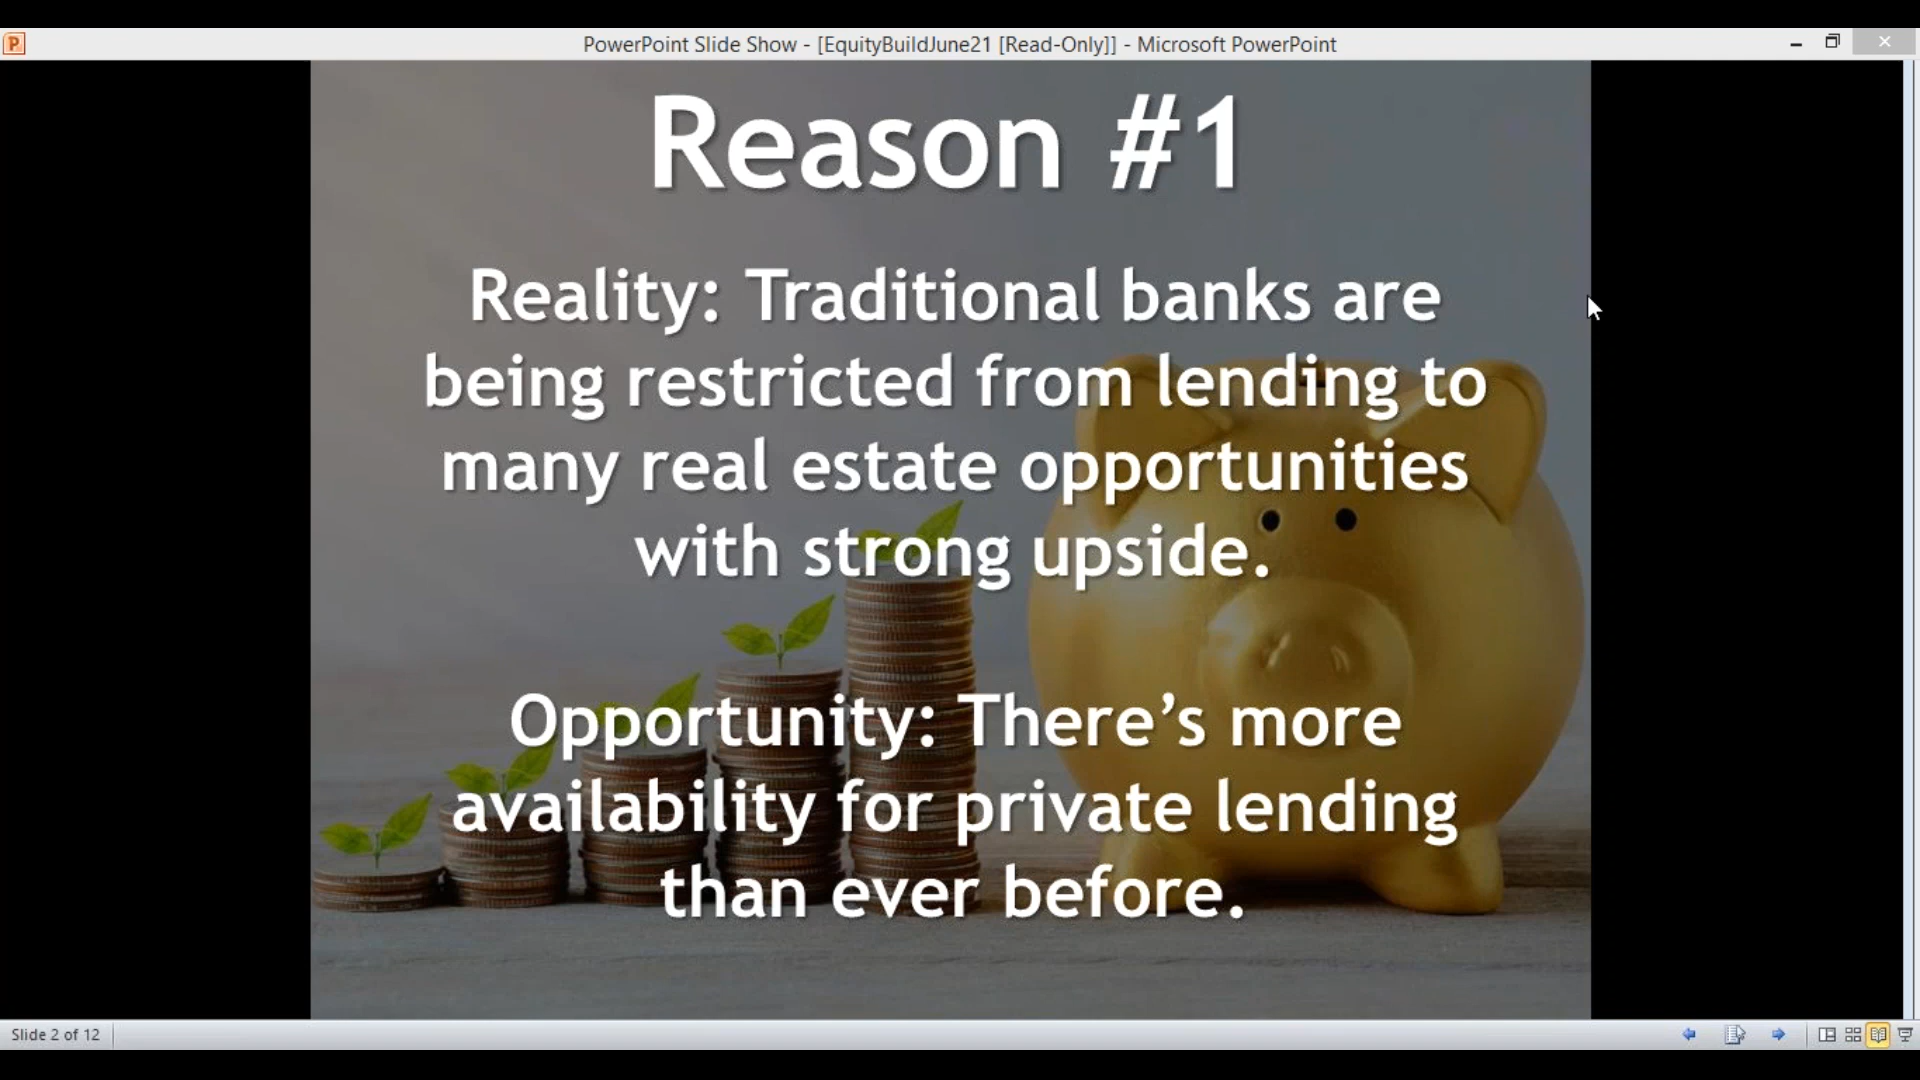 PowerPoint Slide Show - [EquityBuildJune21 [Read-Only]] - Microsoft PowerPoint
Reason #1
Reality: Traditional banks are
being restricted from lending to
many real estate opportunities
with strong upside.
Opportunity: There’s more
availability for private lending
than ever before.
Slide 2 of 12